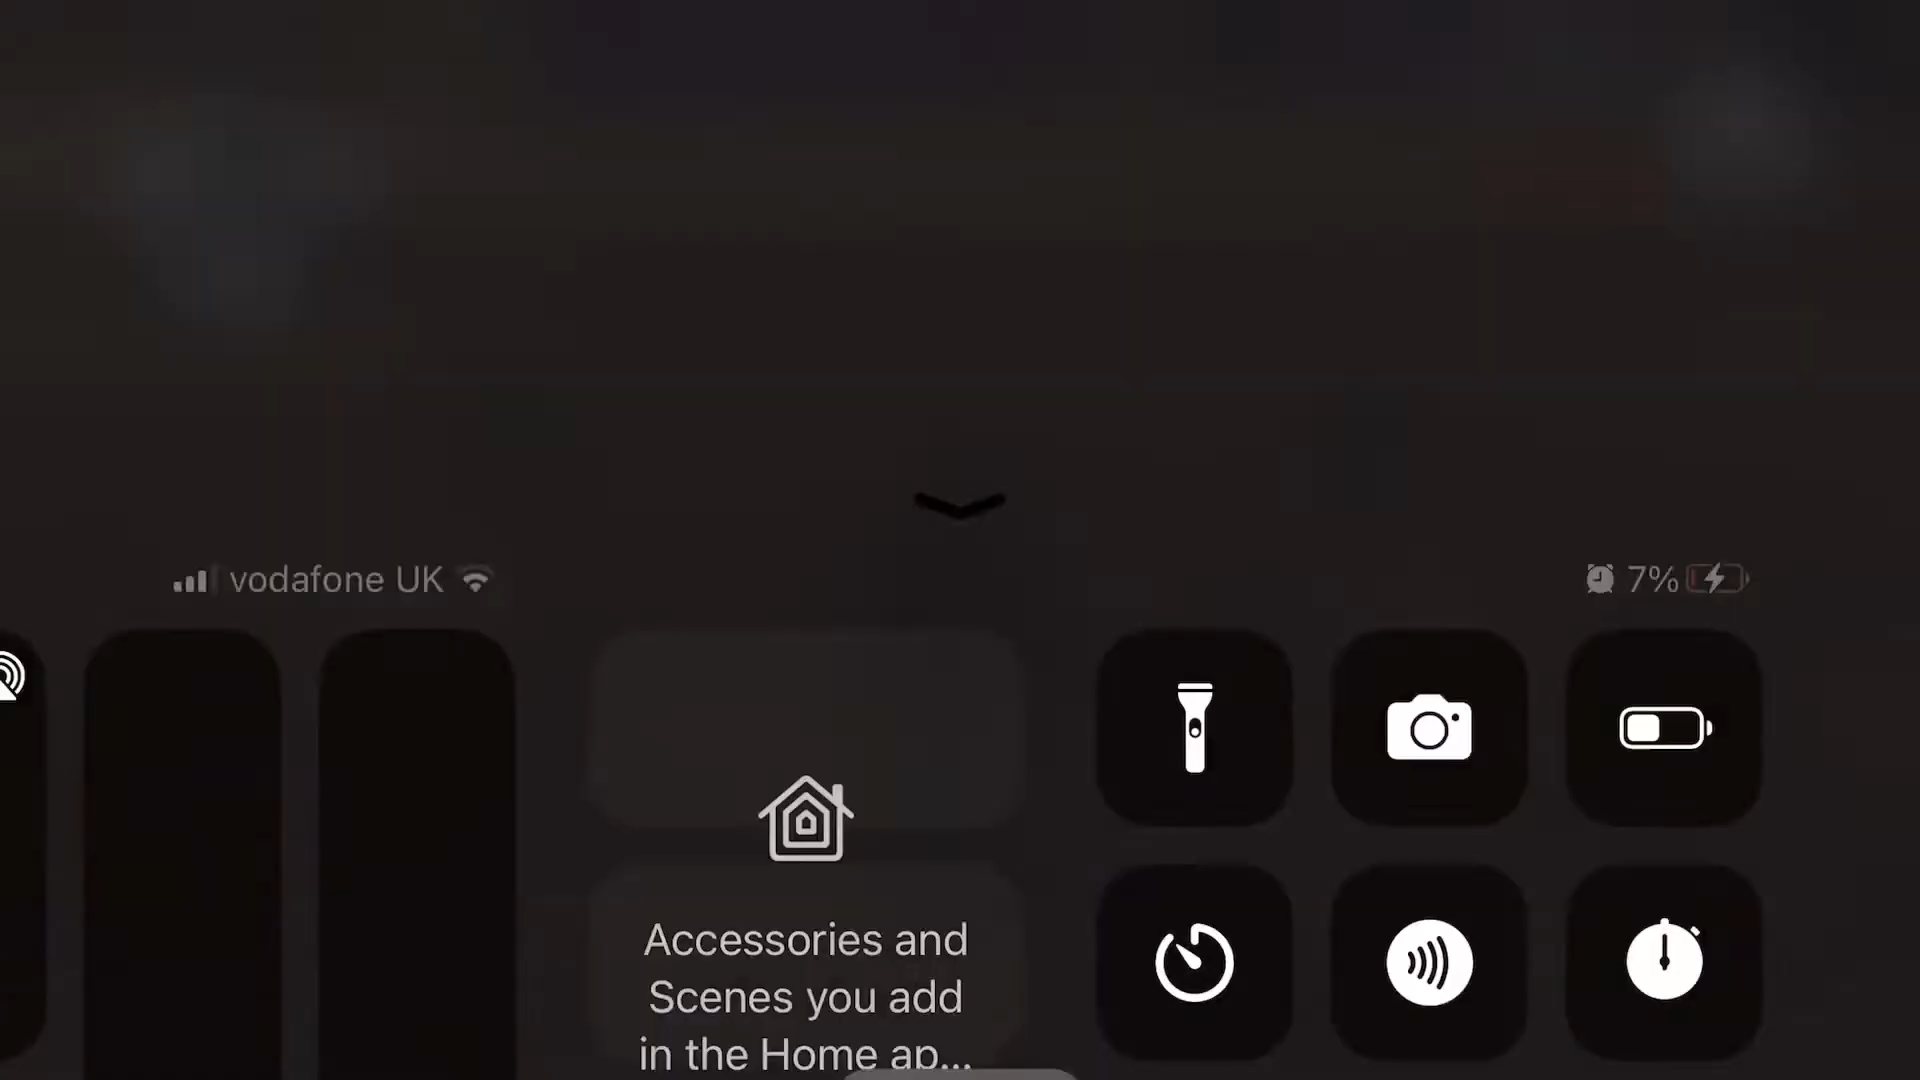 vodafone UK
7%
Accessories and
Scenes you add
in the Home ap...